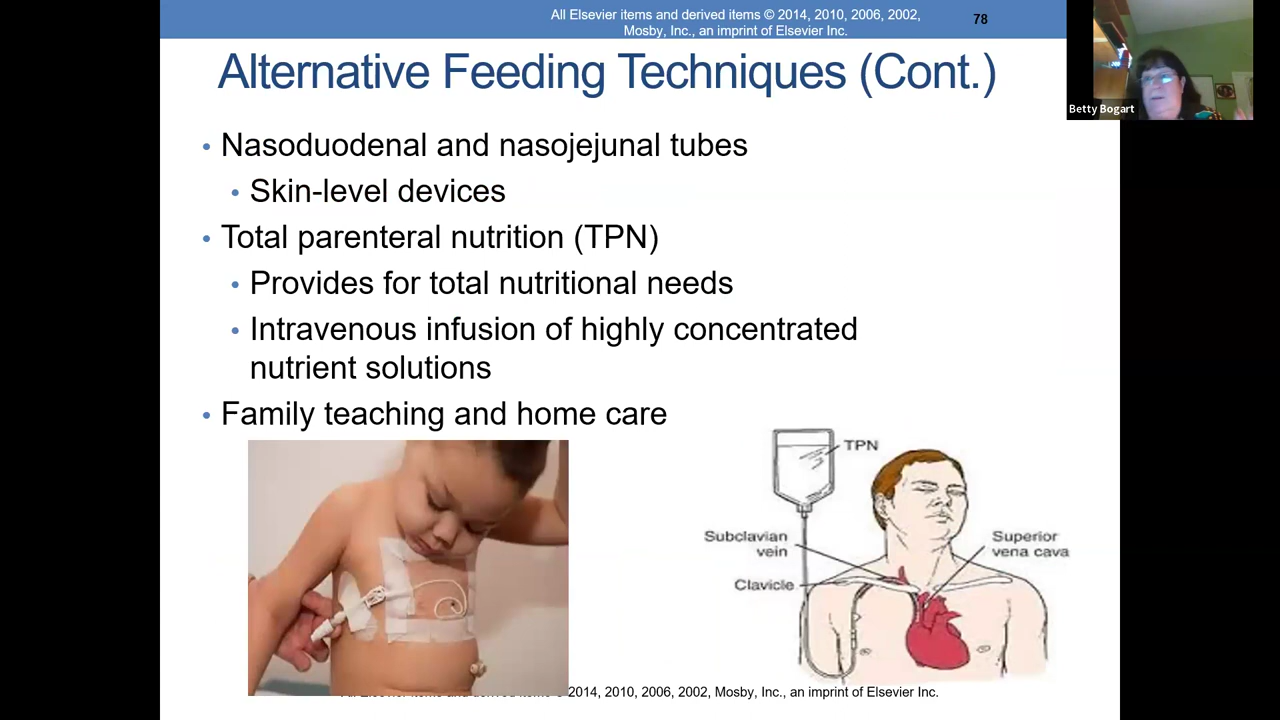 All Elsevier items and derived items © 2014, 2010, 2006, 2002,
Mosby, Inc., an imprint of Elsevier Inc.
78
Betty Bogart
Alternative Feeding Techniques (Cont.)
• Nasoduodenal and nasojejunal tubes
• Skin-level devices
• Total parenteral nutrition (TPN)
• Provides for total nutritional needs
• Intravenous infusion of highly concentrated
nutrient solutions
• Family teaching and home care
TPN
Subclavian
vein
Superior
vena cava
Clavicle
2014, 2010, 2006, 2002, Mosby, Inc., an imprint of Elsevier Inc.